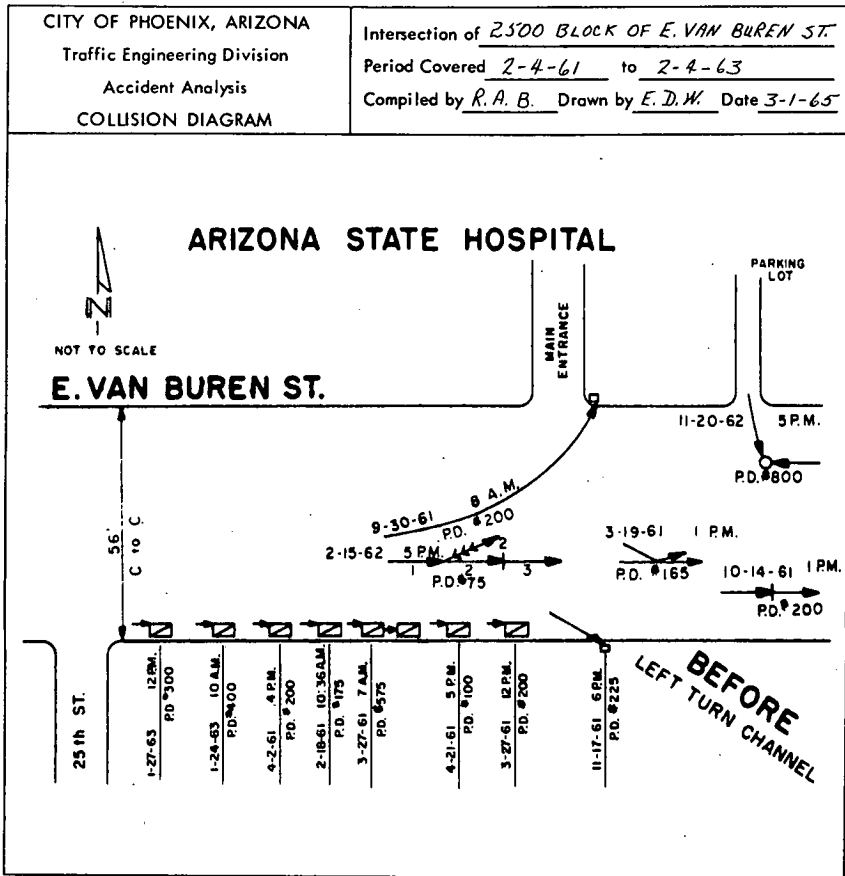 CITY OF PHOENIX, ARIZONA
Traffic Engineering Division
Accident Analysis
COLLISION DIAGRAM
Intersection of 2500 BLOCK OF E. VAN BUREN ST.
Period Covered 2-4-61 to 2-4-63
Compiled by R.A.B. Drawn by E.D.W. Date 3-1-65
ARIZONA STATE HOSPITAL
PARKING
LOT
N
NOT TO SCALE
MAIN
ENTRANCE
E. VAN BUREN ST.
11-20-62 5 P.M.
P.D. $800
56'
C to C
9-30-61 8 A.M.
P.D. $200
2-15-62 5 P.M. 2
1 2 3
P.D. $75
3-19-61 1 P.M.
P.D. $165
10-14-61 1 P.M.
P.D. $200
BEFORE
LEFT TURN CHANNEL
25th ST.
1-27-63 12 P.M.
P.D. $300
1-24-63 10 A.M.
P.D. $400
4-2-61 4 P.M.
P.D. $200
2-18-61 10:36 A.M.
P.D. $175
3-27-61 7 A.M.
P.D. $575
4-21-61 5 P.M.
P.D. $100
3-27-61 12 P.M.
P.D. $200
11-17-61 6 P.M.
P.D. $225